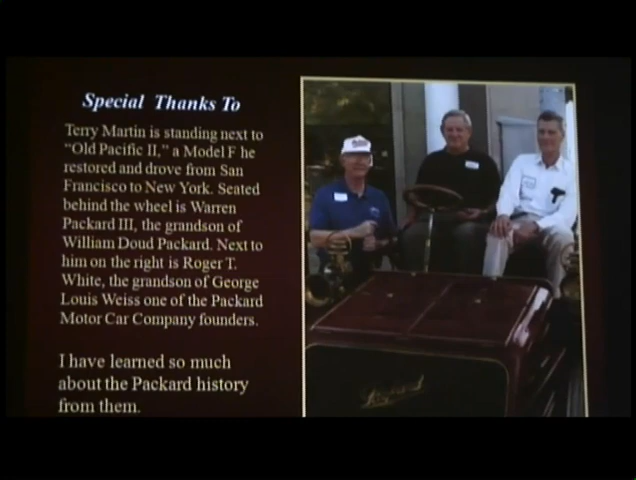 Special Thanks To
Terry Martin is standing next to
“Old Pacific II,” a Model F he
restored and drove from San
Francisco to New York. Seated
behind the wheel is Warren
Packard III, the grandson of
William Doud Packard. Next to
him on the right is Roger T.
White, the grandson of George
Louis Weiss one of the Packard
Motor Car Company founders.
I have learned so much
about the Packard history
from them.
Packard